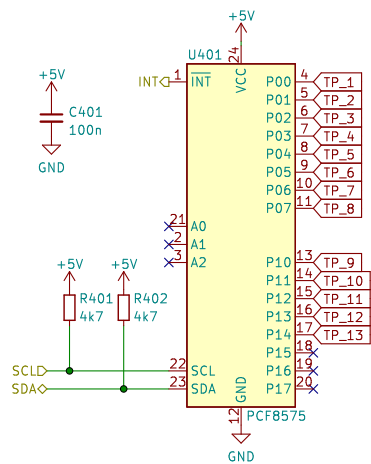 +5V
U401
24
VCC
INT
1
INT
P00
4
TP_1
P01
5
TP_2
P02
6
TP_3
P03
7
TP_4
P04
8
TP_5
P05
9
TP_6
P06
10
TP_7
P07
11
TP_8
+5V
C401
100n
GND
21
A0
2
A1
3
A2
P10
13
TP_9
P11
14
TP_10
P12
15
TP_11
P13
16
TP_12
P14
17
TP_13
P15
18
P16
19
P17
20
+5V
+5V
R401
4k7
R402
4k7
SCL
22
SCL
SDA
23
SDA
GND
12
PCF8575
GND